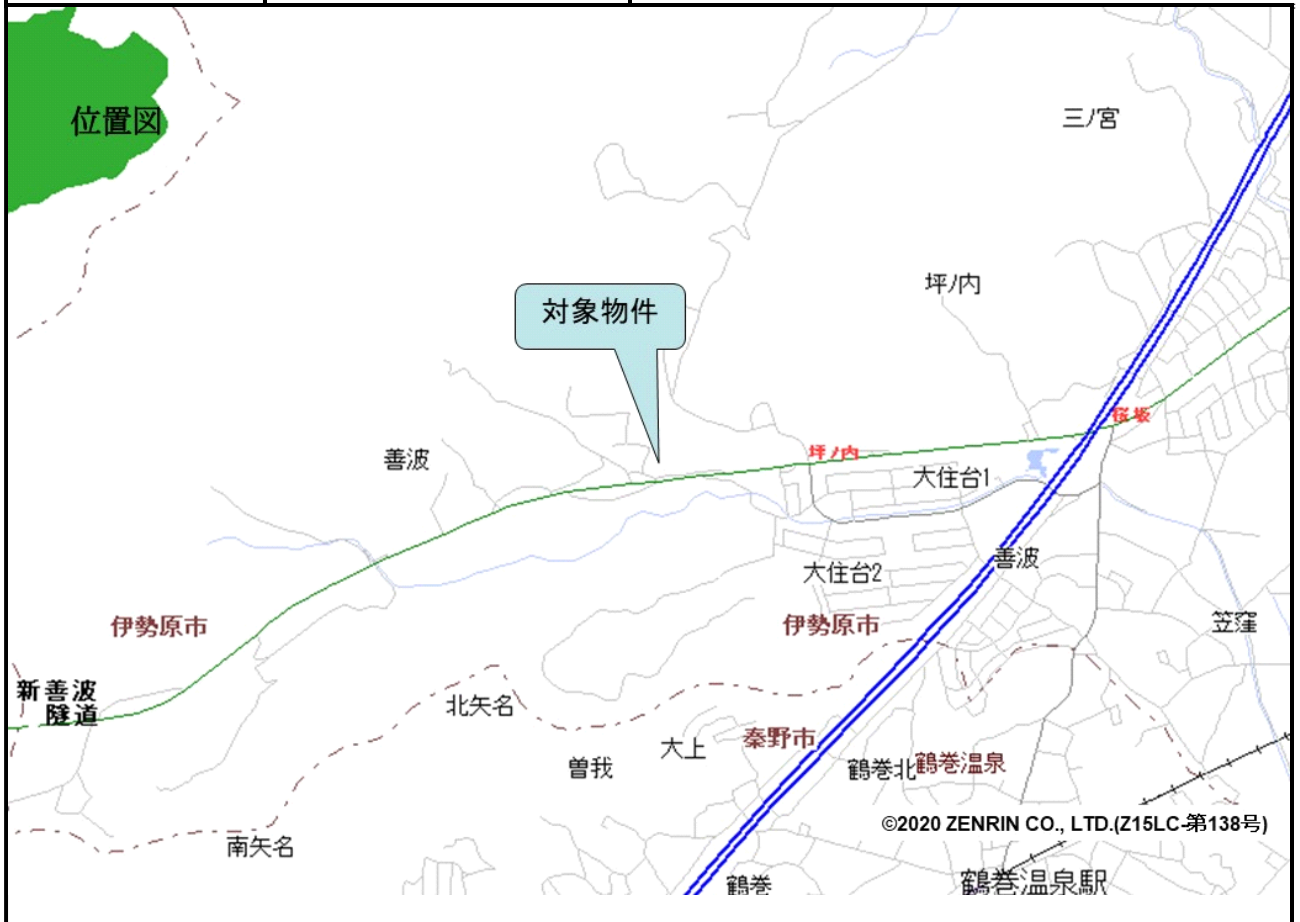 位置図
三ノ宮
坪ノ内
対象物件
桜坂
善波
坪ノ内
大住台1
善波
大住台2
伊勢原市
伊勢原市
笠窪
新善波
隧道
北矢名
大上
秦野市
曽我
鶴巻北
鶴巻温泉
©2020 ZENRIN CO., LTD.(Z15LC-第138号)
南矢名
鶴巻
鶴巻温泉駅